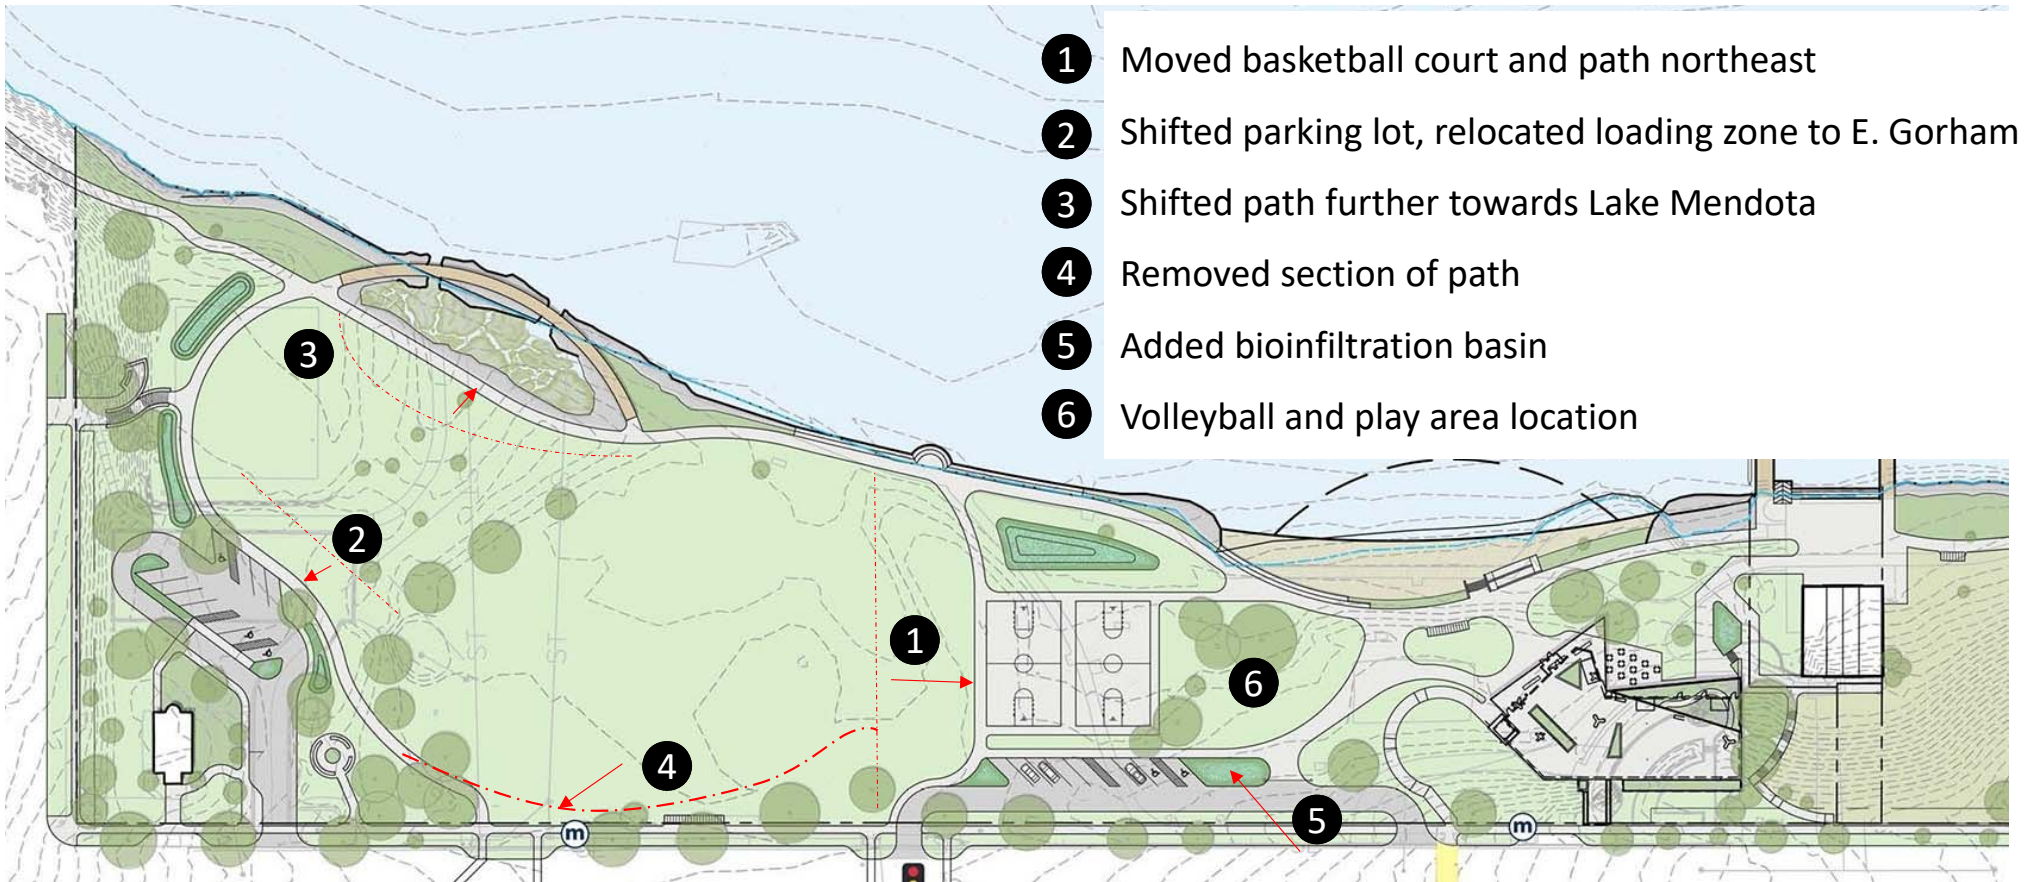 1 Moved basketball court and path northeast
2 Shifted parking lot, relocated loading zone to E. Gorham
3 Shifted path further towards Lake Mendota
4 Removed section of path
5 Added bioinfiltration basin
6 Volleyball and play area location
3
2
ST
ST
1
6
4
5
m
m